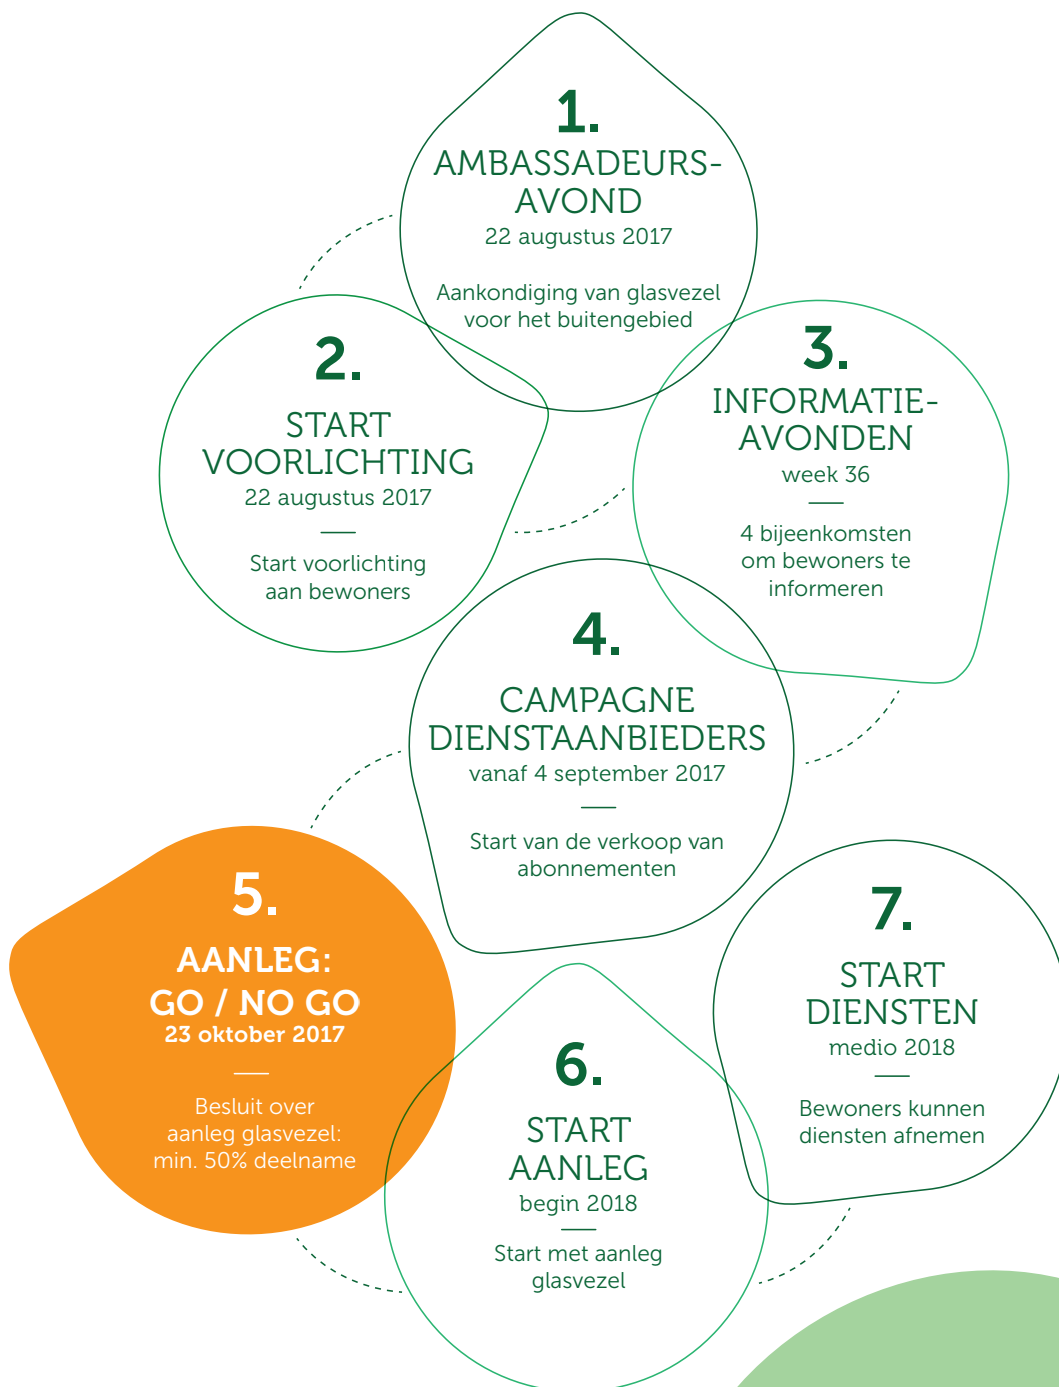 1.
AMBASSADEURS-
AVOND
22 augustus 2017
Aankondiging van glasvezel
voor het buitengebied
2.
START
VOORLICHTING
22 augustus 2017
Start voorlichting
aan bewoners
3.
INFORMATIE-
AVONDEN
week 36
4 bijeenkomsten
om bewoners te
informeren
4.
CAMPAGNE
DIENSTAANBIEDERS
vanaf 4 september 2017
Start van de verkoop van
abonnementen
5.
AANLEG:
GO / NO GO
23 oktober 2017
Besluit over
aanleg glasvezel:
min. 50% deelname
6.
START
AANLEG
begin 2018
Start met aanleg
glasvezel
7.
START
DIENSTEN
medio 2018
Bewoners kunnen
diensten afnemen